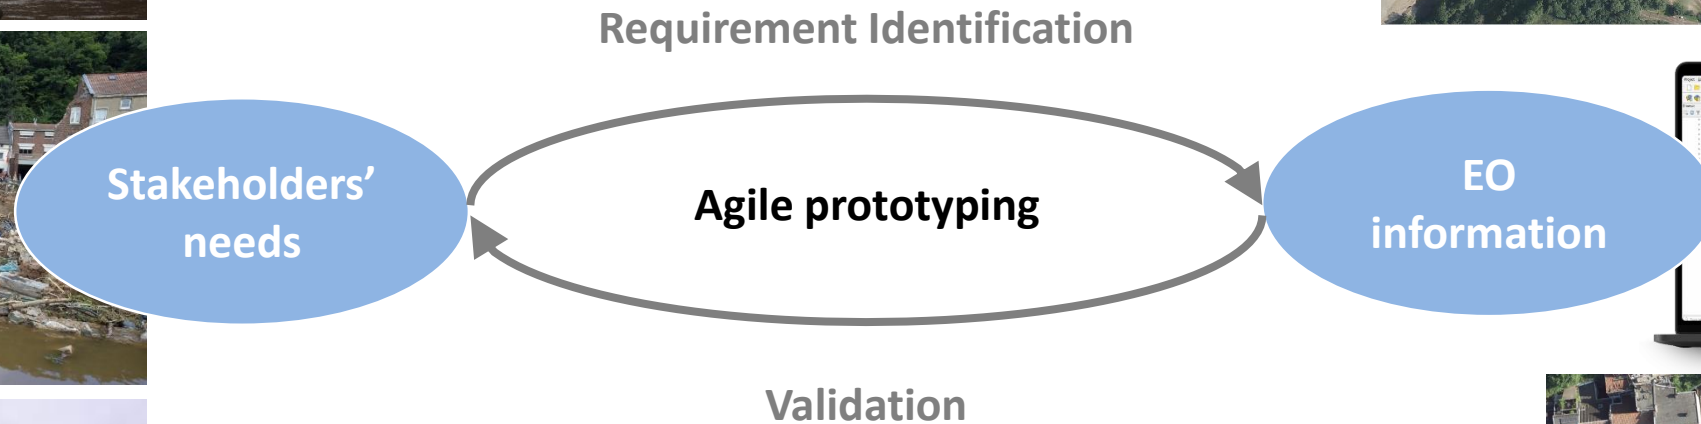 Requirement Identification
Stakeholders’
needs
Agile prototyping
EO
information
Validation